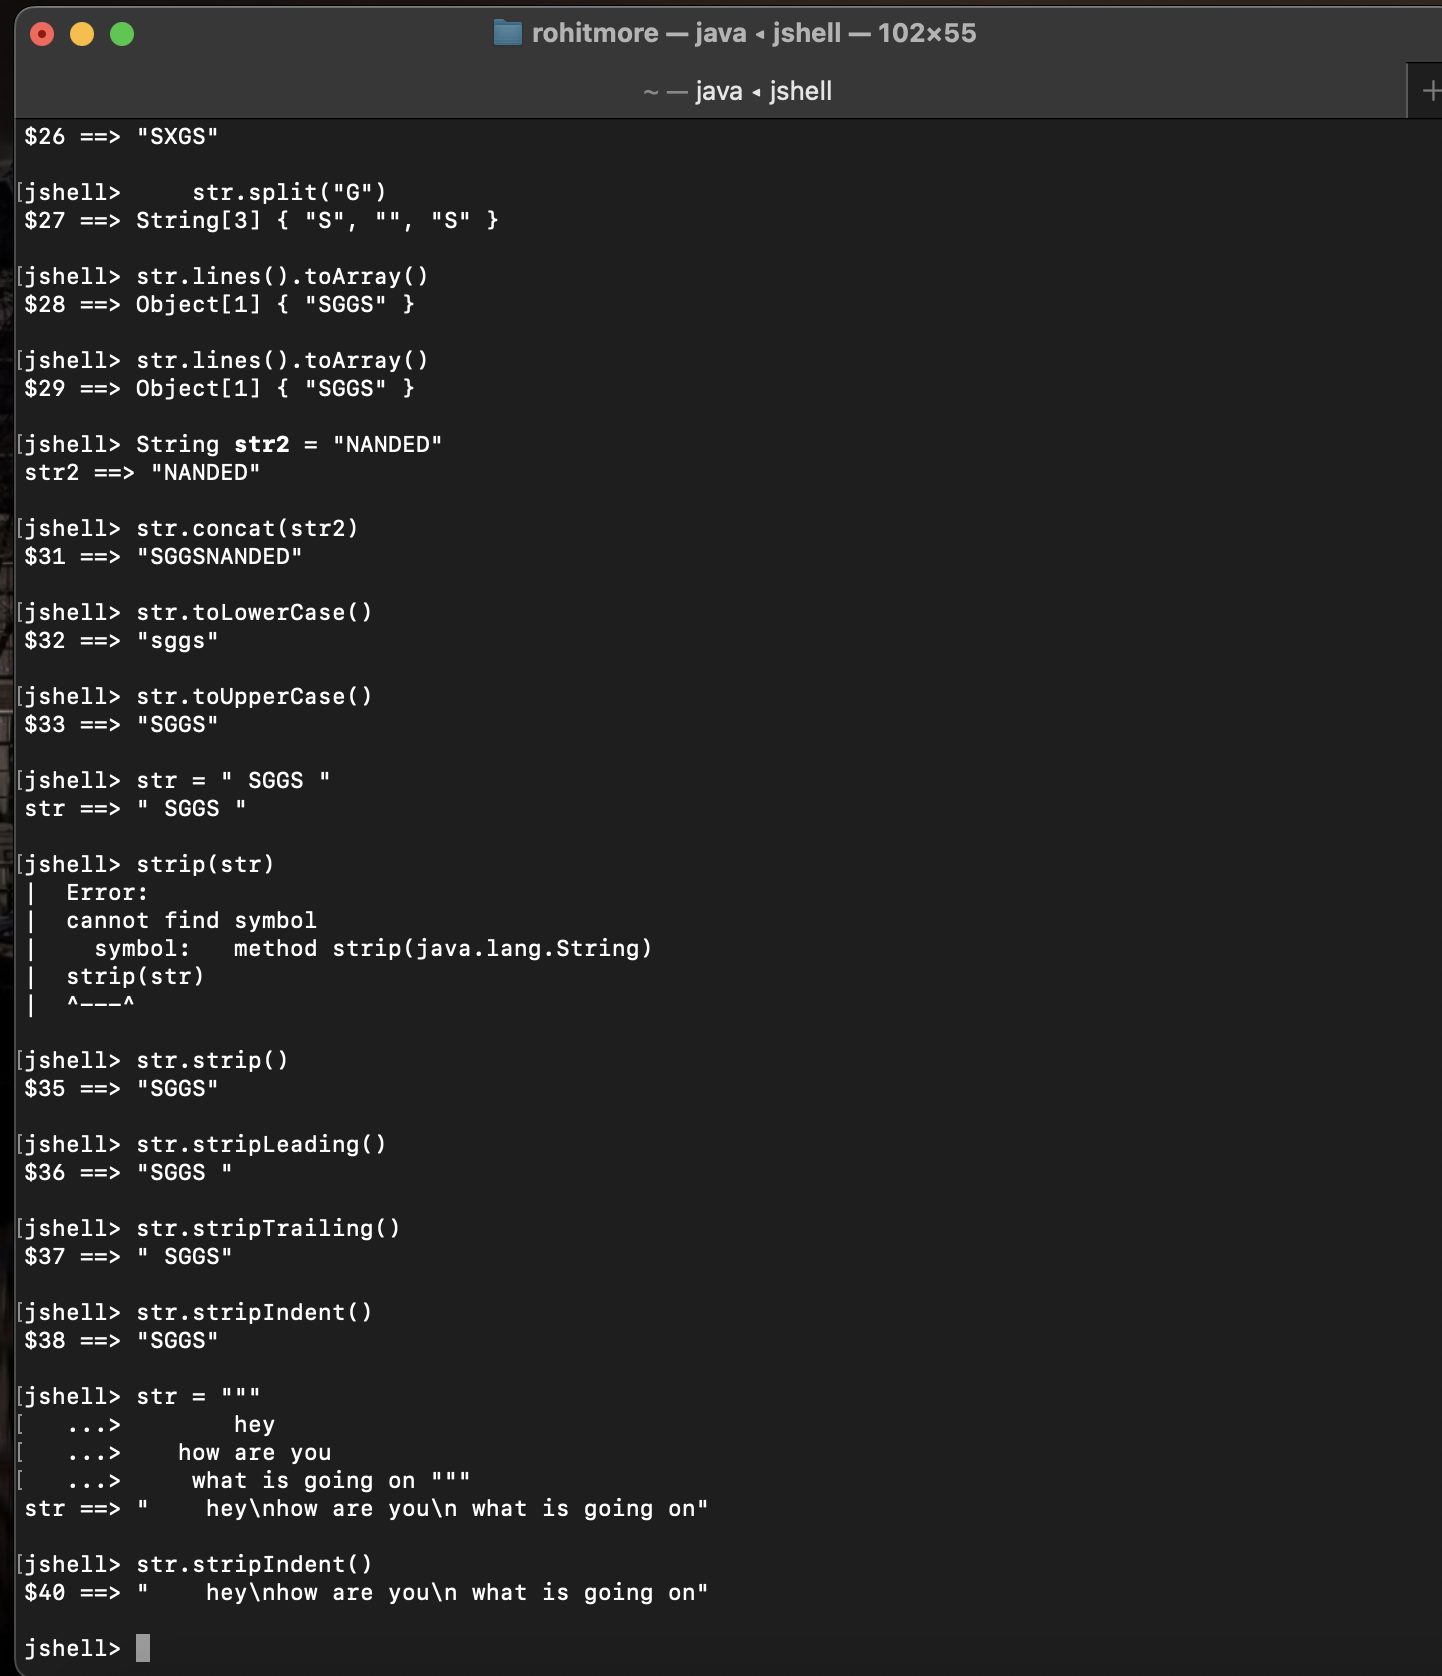 rohitmore — java ◂ jshell — 102×55
~ — java ◂ jshell
+
$26 ==> "SXGS"
[jshell>     str.split("G")
$27 ==> String[3] { "S", "", "S" }
[jshell> str.lines().toArray()
$28 ==> Object[1] { "SGGS" }
[jshell> str.lines().toArray()
$29 ==> Object[1] { "SGGS" }
[jshell> String str2 = "NANDED"
str2 ==> "NANDED"
[jshell> str.concat(str2)
$31 ==> "SGGSNANDED"
[jshell> str.toLowerCase()
$32 ==> "sggs"
[jshell> str.toUpperCase()
$33 ==> "SGGS"
[jshell> str = " SGGS "
str ==> " SGGS "
[jshell> strip(str)
|  Error:
|  cannot find symbol
|    symbol:   method strip(java.lang.String)
|  strip(str)
|  ^---^
[jshell> str.strip()
$35 ==> "SGGS"
[jshell> str.stripLeading()
$36 ==> "SGGS "
[jshell> str.stripTrailing()
$37 ==> " SGGS"
[jshell> str.stripIndent()
$38 ==> "SGGS"
[jshell> str = """
[   ...>        hey
[   ...>    how are you
[   ...>     what is going on """
str ==> "    hey\nhow are you\n what is going on"
[jshell> str.stripIndent()
$40 ==> "    hey\nhow are you\n what is going on"
jshell>